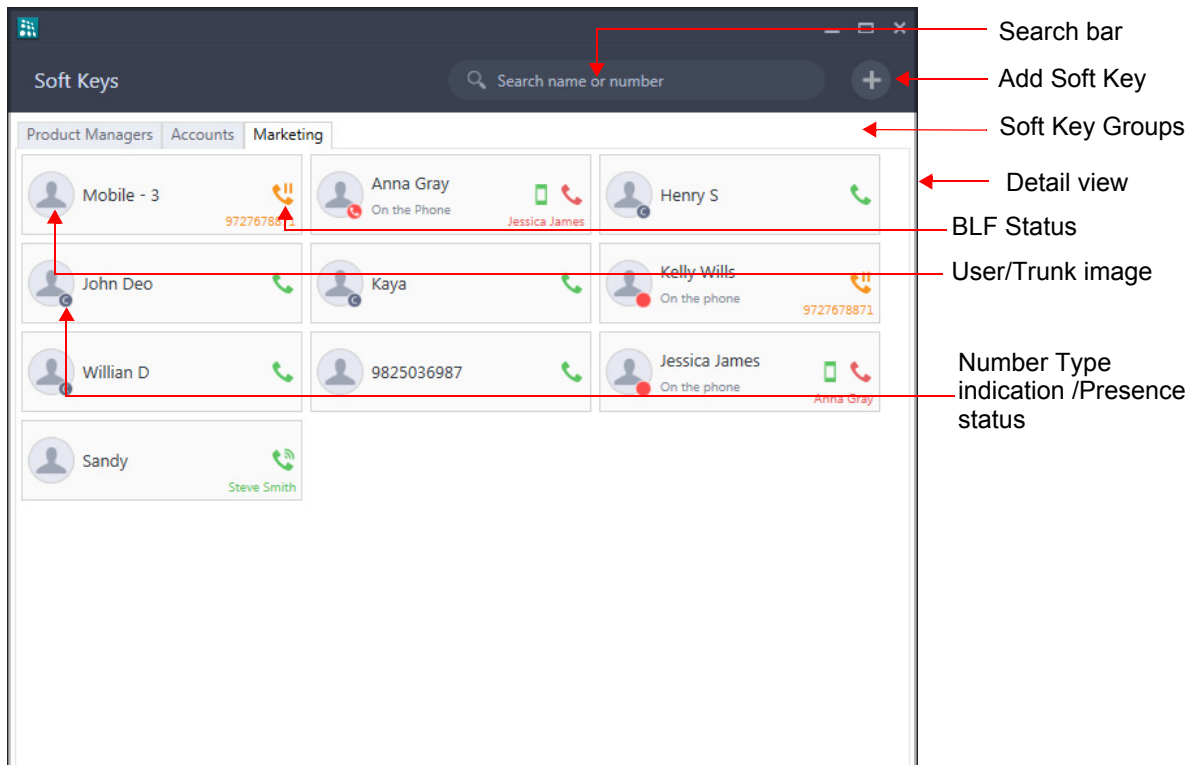 Soft Keys
Search name or number
Product Managers Accounts Marketing
Mobile - 3
9727678871
Anna Gray
On the Phone
Jessica James
Henry S
C
John Deo
C
Kaya
C
Kelly Wills
On the phone
9727678871
Willian D
C
9825036987
Jessica James
On the phone
Anna Gray
Sandy
Steve Smith
Search bar
Add Soft Key
Soft Key Groups
Detail view
BLF Status
User/Trunk image
Number Type
indication /Presence
status